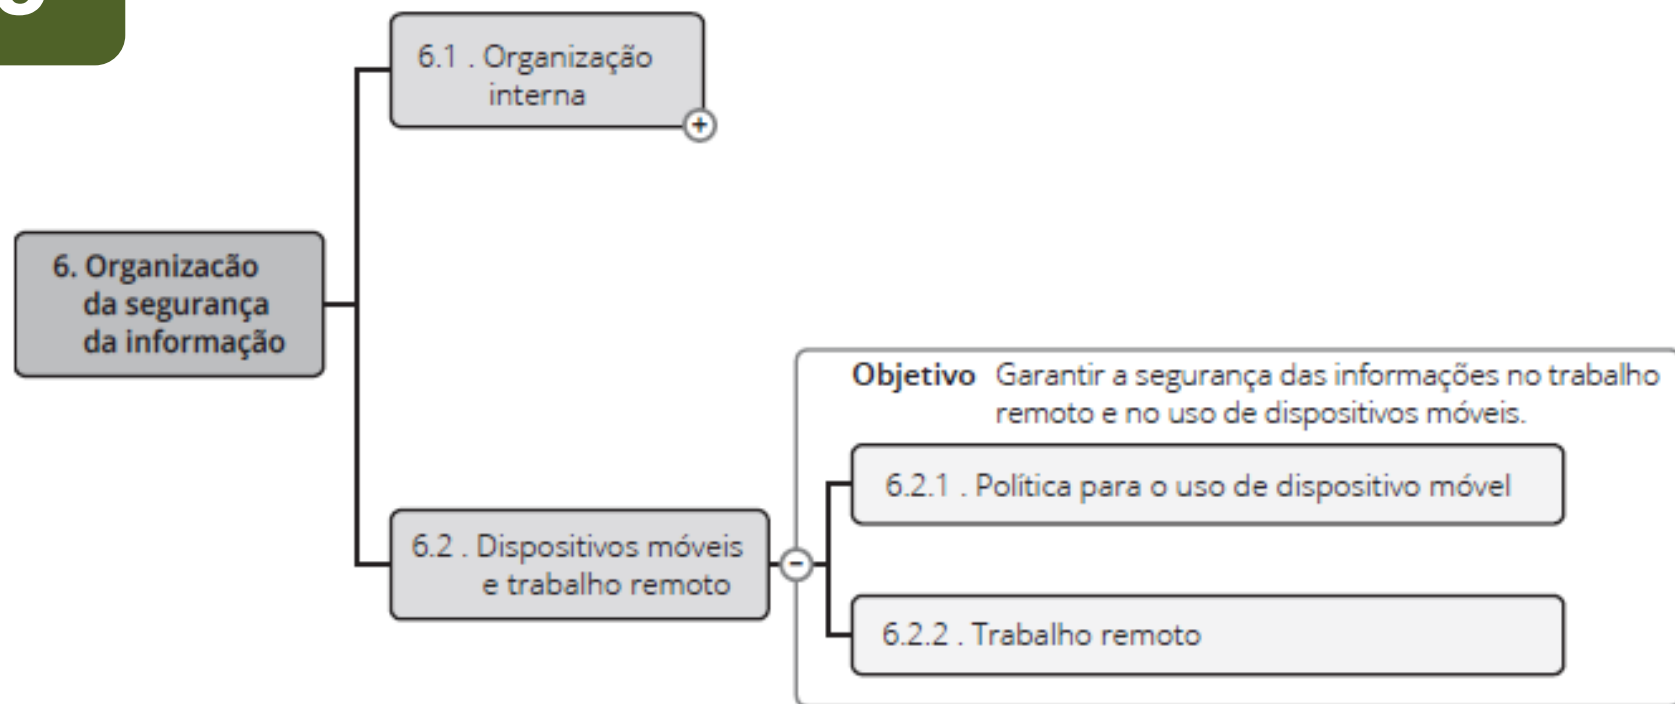 6.1 . Organização
interna
+
6. Organizacão
da segurança
da informação
Objetivo Garantir a segurança das informações no trabalho
remoto e no uso de dispositivos móveis.
6.2.1 . Política para o uso de dispositivo móvel
6.2 . Dispositivos móveis
e trabalho remoto
-
6.2.2 . Trabalho remoto